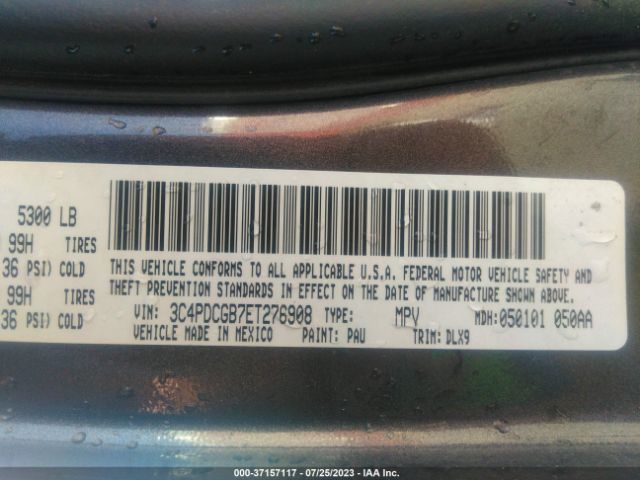 5300 LB
99H TIRES
36 PSI) COLD
99H TIRES
36 PSI) COLD
THIS VEHICLE CONFORMS TO ALL APPLICABLE U.S.A. FEDERAL MOTOR VEHICLE SAFETY AND
THEFT PREVENTION STANDARDS IN EFFECT ON THE DATE OF MANUFACTURE SHOWN ABOVE.
VIN: 3C4PDCGB7ET276908 TYPE: MPV MDH:050101 050AA
VEHICLE MADE IN MEXICO PAINT: PAU TRIM: DLX9
000-37157117 / 07/25/2023 - IAA Inc.